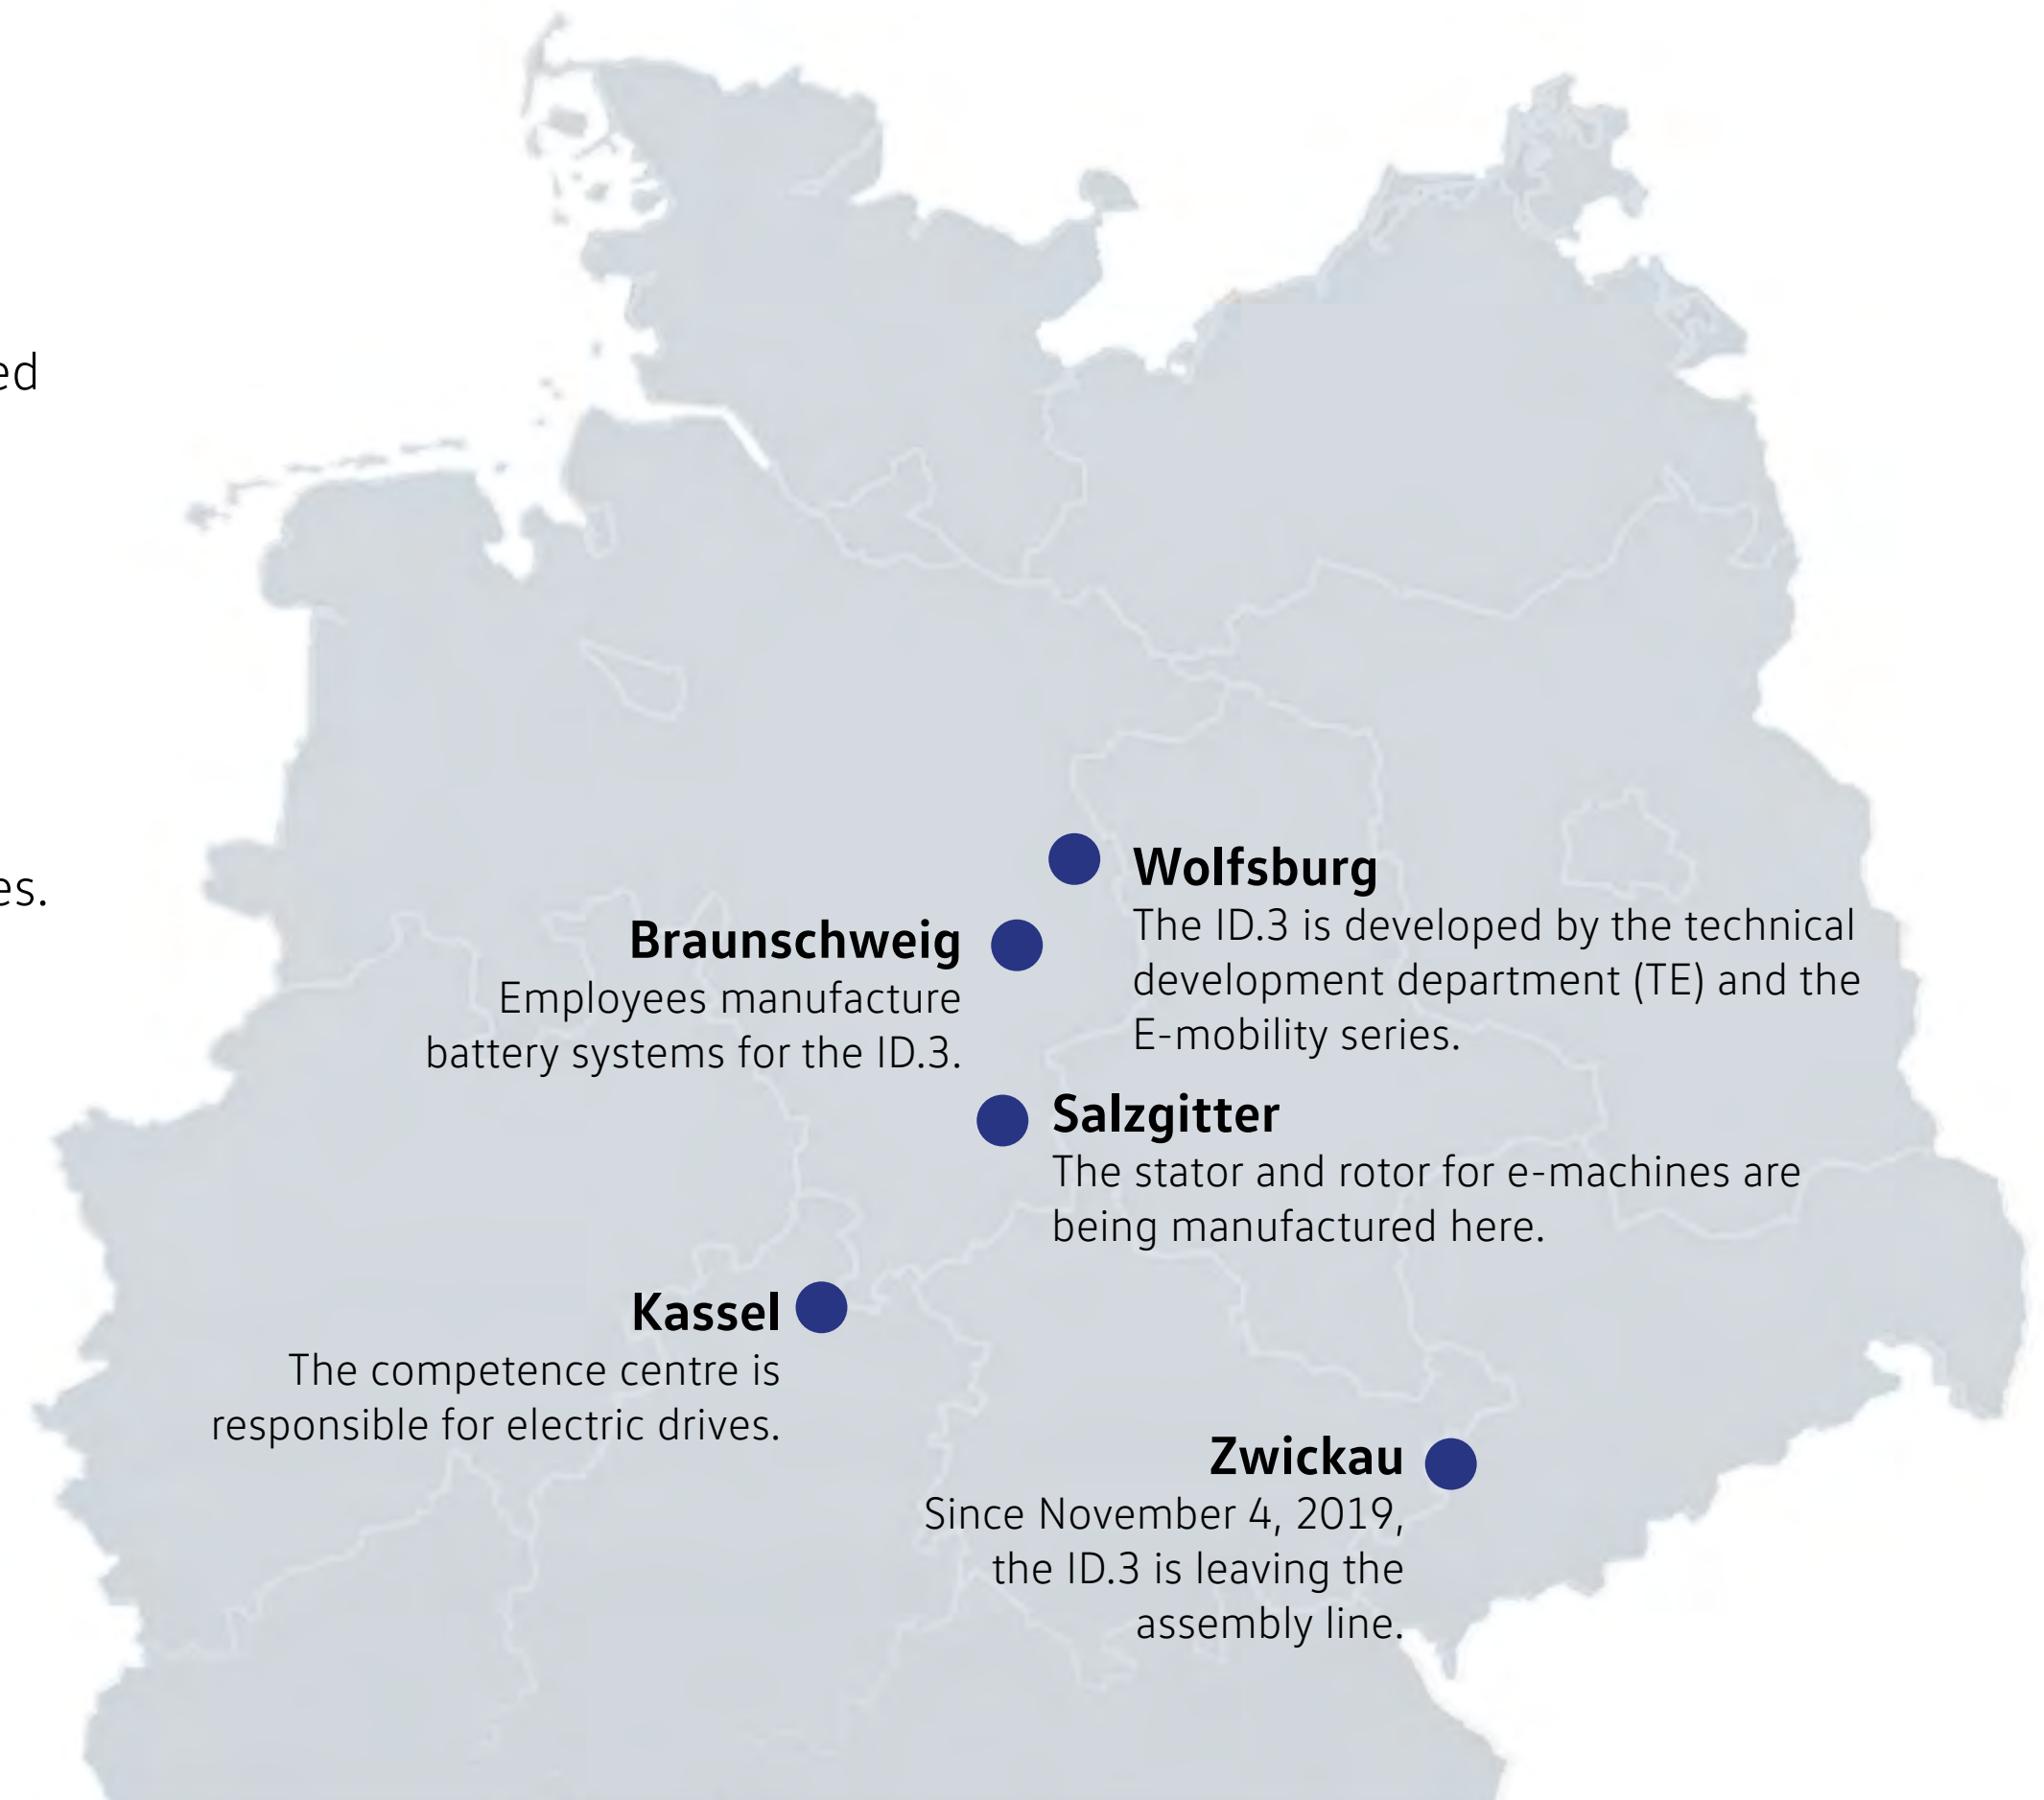 ed
es.
Wolfsburg
The ID.3 is developed by the technical
development department (TE) and the
E-mobility series.
Braunschweig
Employees manufacture
battery systems for the ID.3.
Salzgitter
The stator and rotor for e-machines are
being manufactured here.
Kassel
The competence centre is
responsible for electric drives.
Zwickau
Since November 4, 2019,
the ID.3 is leaving the
assembly line.